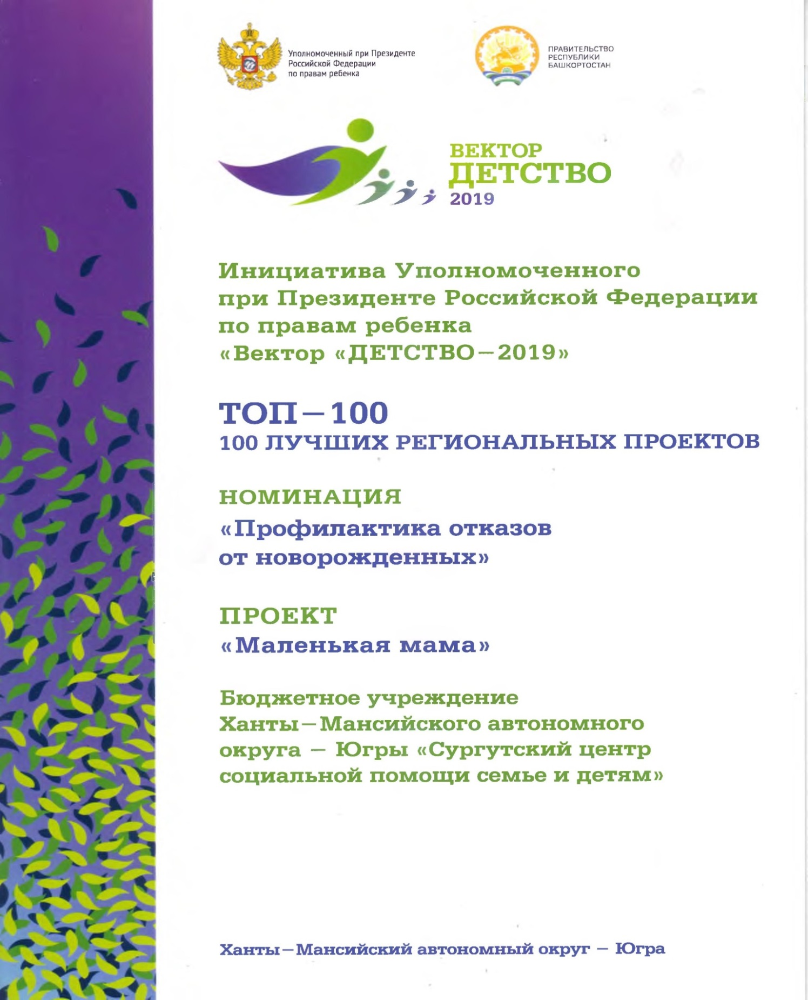 Уполномоченный при Президенте
Российской Федерации
по правам ребенка
ПРАВИТЕЛЬСТВО
РЕСПУБЛИКИ
БАШКОРТОСТАН
ВЕКТОР
ДЕТСТВО
2019
Инициатива Уполномоченного
при Президенте Российской Федерации
по правам ребенка
«Вектор «ДЕТСТВО—2019»
ТОП—100
100 ЛУЧШИХ РЕГИОНАЛЬНЫХ ПРОЕКТОВ
НОМИНАЦИЯ
«Профилактика отказов
от новорожденных»
ПРОЕКТ
«Маленькая мама»
Бюджетное учреждение
Ханты—Мансийского автономного
округа — Югры «Сургутский центр
социальной помощи семье и детям»
Ханты—Мансийский автономный округ — Югра